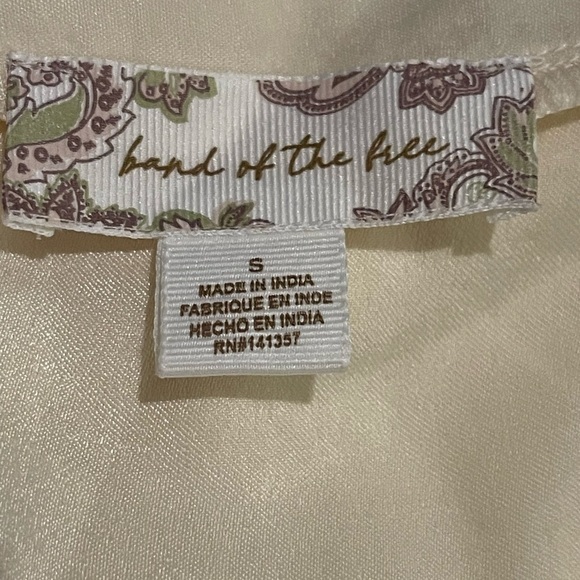 band of the free
S
MADE IN INDIA
FABRIQUE EN INDE
HECHO EN INDIA
RN#141357